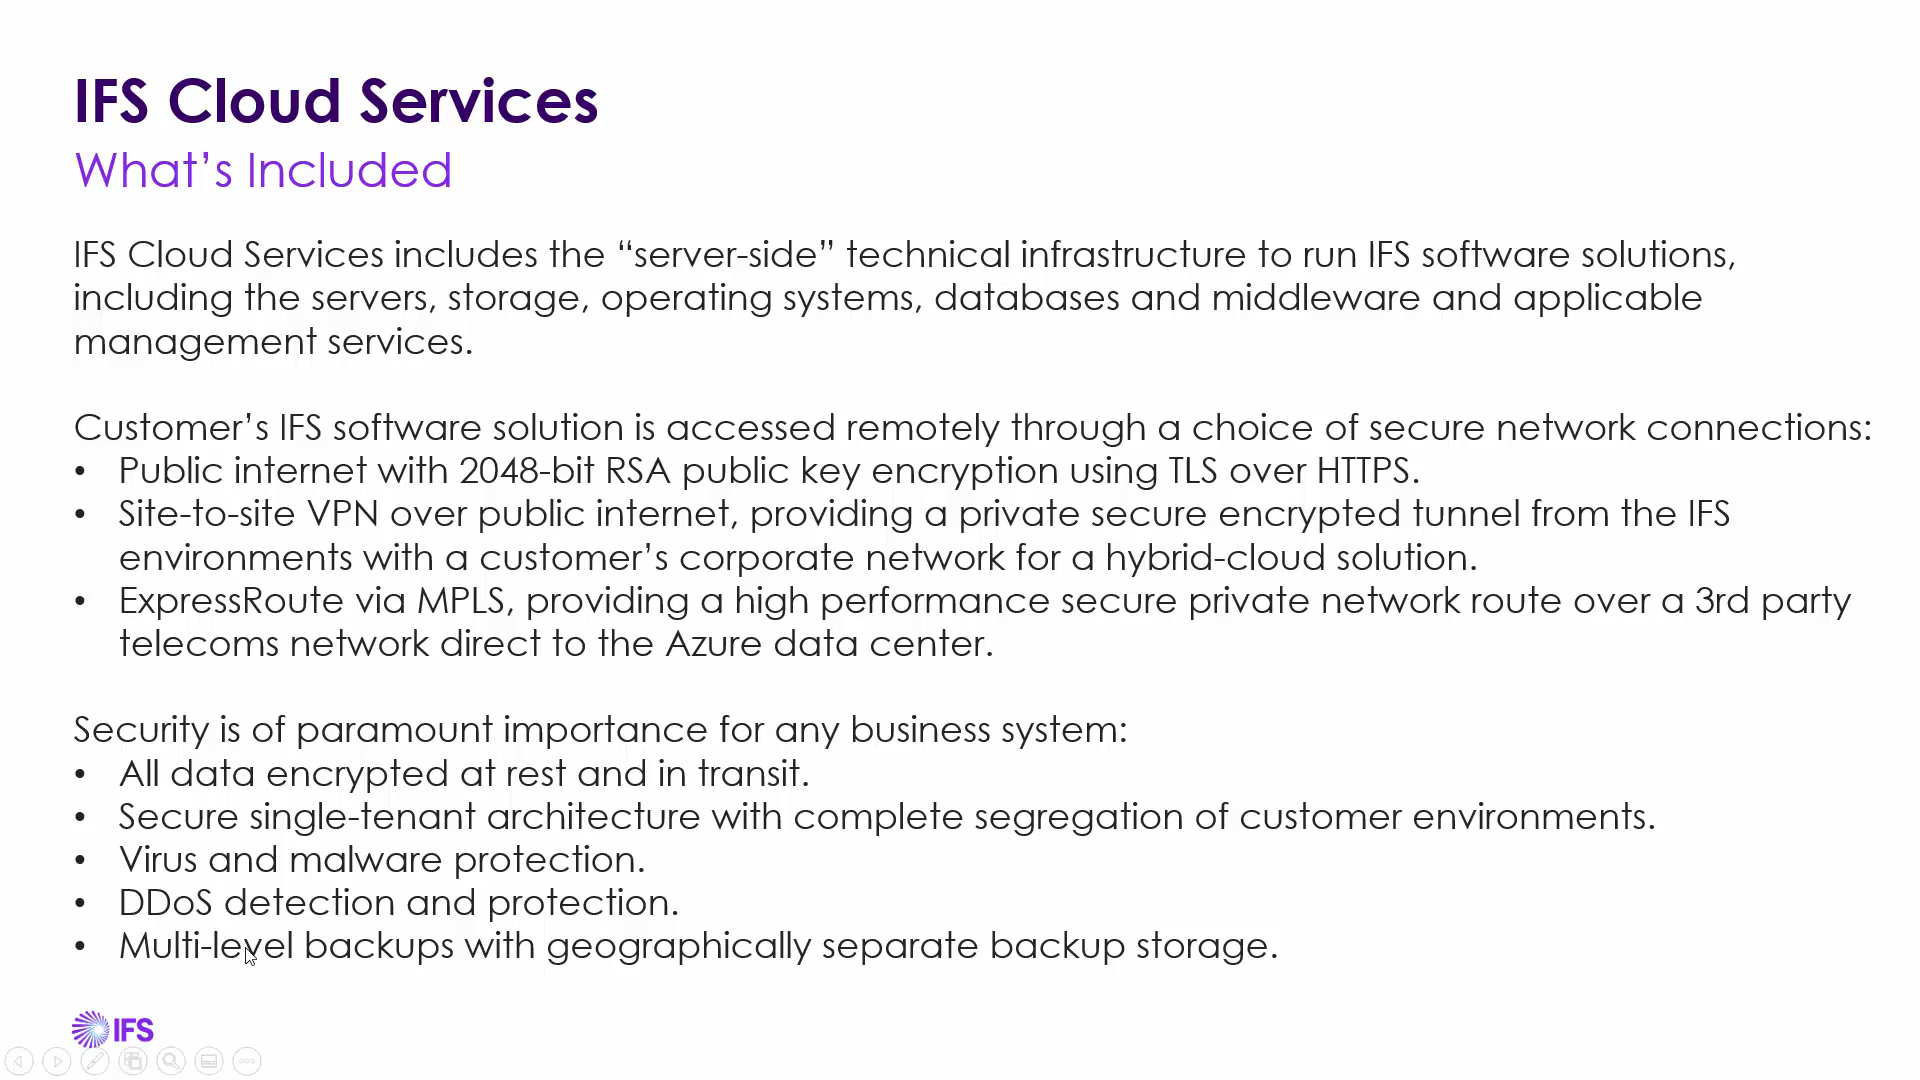 IFS Cloud Services
What’s Included
IFS Cloud Services includes the “server-side” technical infrastructure to run IFS software solutions,
including the servers, storage, operating systems, databases and middleware and applicable
management services.
Customer’s IFS software solution is accessed remotely through a choice of secure network connections:
• Public internet with 2048-bit RSA public key encryption using TLS over HTTPS.
• Site-to-site VPN over public internet, providing a private secure encrypted tunnel from the IFS
environments with a customer’s corporate network for a hybrid-cloud solution.
• ExpressRoute via MPLS, providing a high performance secure private network route over a 3rd party
telecoms network direct to the Azure data center.
Security is of paramount importance for any business system:
• All data encrypted at rest and in transit.
• Secure single-tenant architecture with complete segregation of customer environments.
• Virus and malware protection.
• DDoS detection and protection.
• Multi-level backups with geographically separate backup storage.
IFS